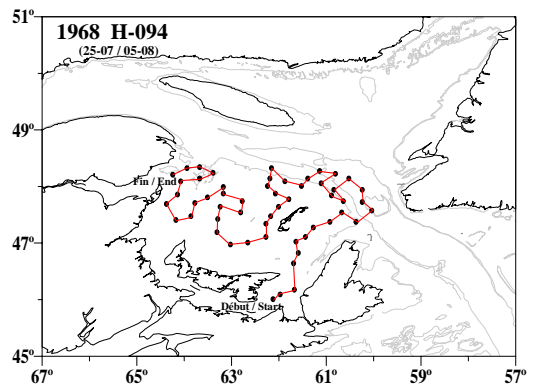 51º
1968 H-094
(25-07 / 05-08)
49º
Fin / End
47º
Début / Start
45º
67º
65º
63º
61º
59º
57º